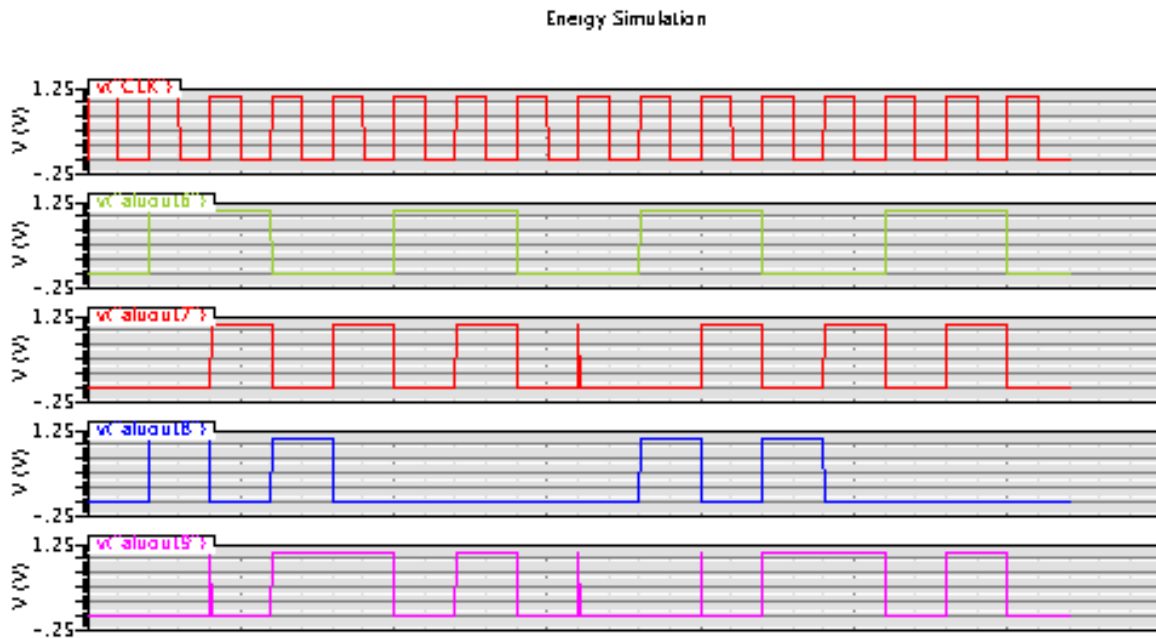 Energy Simulation
1.25
v("CLK")
V (V)
-.25
1.25
v("aluout6")
V (V)
-.25
1.25
v("aluout7")
V (V)
-.25
1.25
v("aluout8")
V (V)
-.25
1.25
v("aluout9")
V (V)
-.25